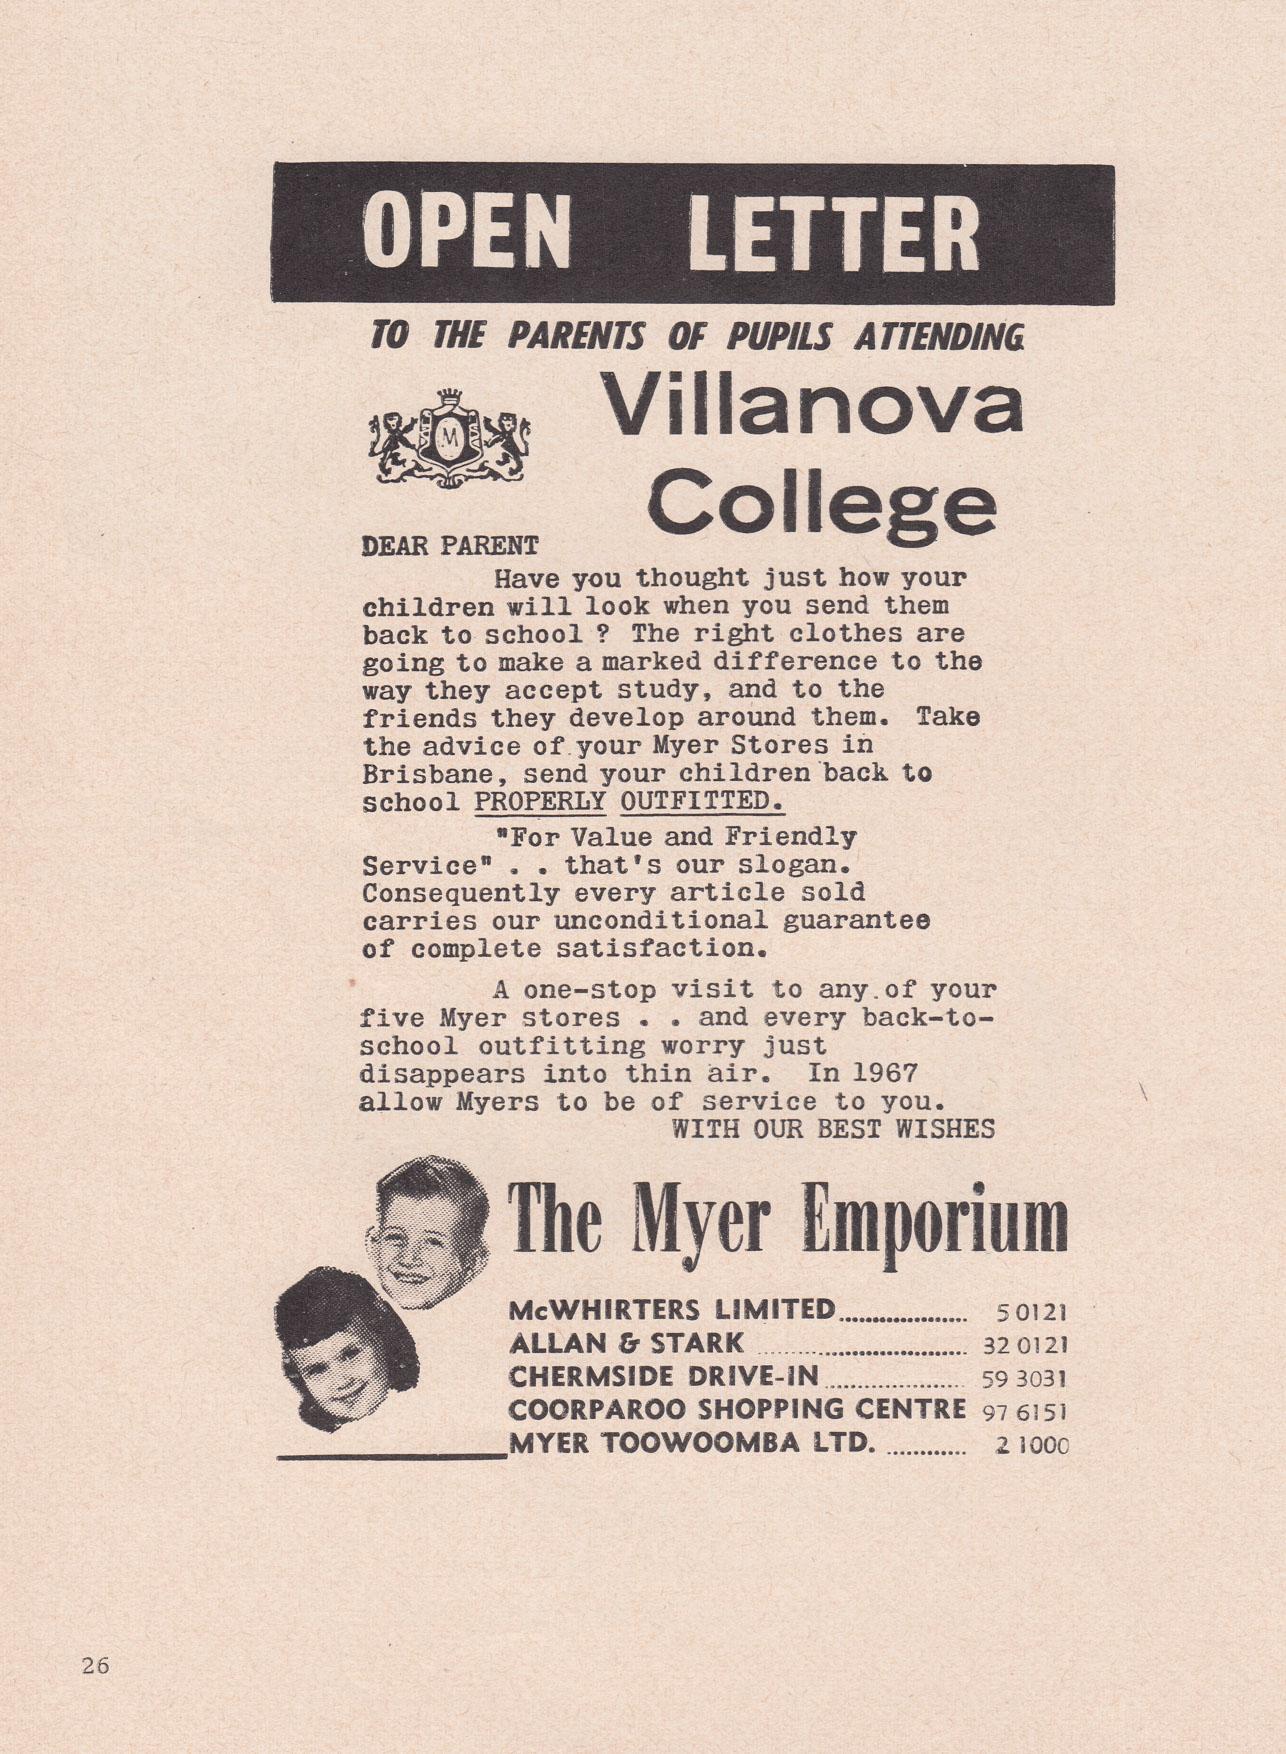 OPEN LETTER
TO THE PARENTS OF PUPILS ATTENDING
Villanova
College
M
DEAR PARENT
Have you thought just how your
children will look when you send them
back to school ? The right clothes are
going to make a marked difference to the
way they accept study, and to the
friends they develop around them. Take
the advice of your Myer Stores in
Brisbane, send your children back to
school PROPERLY OUTFITTED.
"For Value and Friendly
Service" . . that's our slogan.
Consequently every article sold
carries our unconditional guarantee
of complete satisfaction.
A one-stop visit to any of your
five Myer stores . . and every back-to-
school outfitting worry just
disappears into thin air. In 1967
allow Myers to be of service to you.
WITH OUR BEST WISHES
The Myer Emporium
McWHIRTERS LIMITED.................... 5 0121
ALLAN & STARK .............................. 32 0121
CHERMSIDE DRIVE-IN..................... 59 3031
COORPAROO SHOPPING CENTRE 97 6151
MYER TOOWOOMBA LTD. ............ 2 1000
26